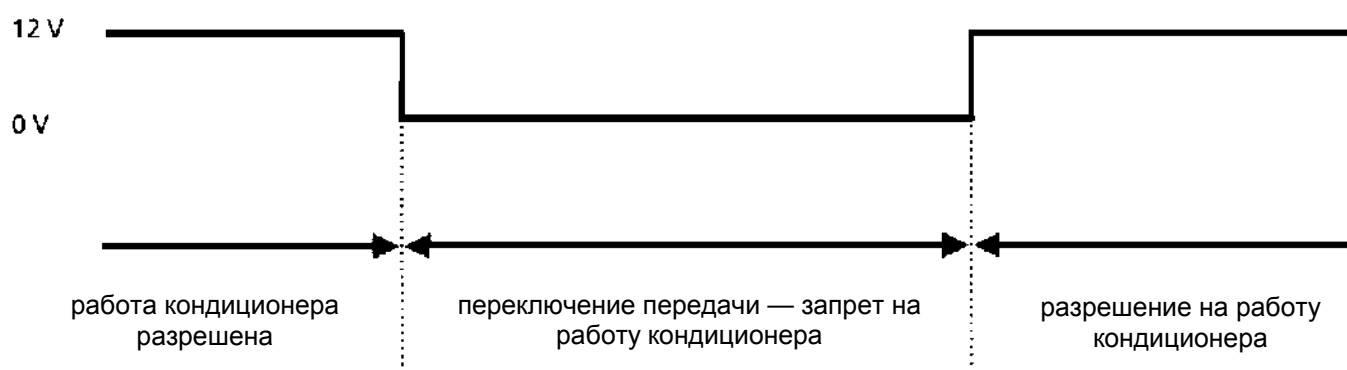 12 V
0 V
работа кондиционера
разрешена
переключение передачи — запрет на
работу кондиционера
разрешение на работу
кондиционера